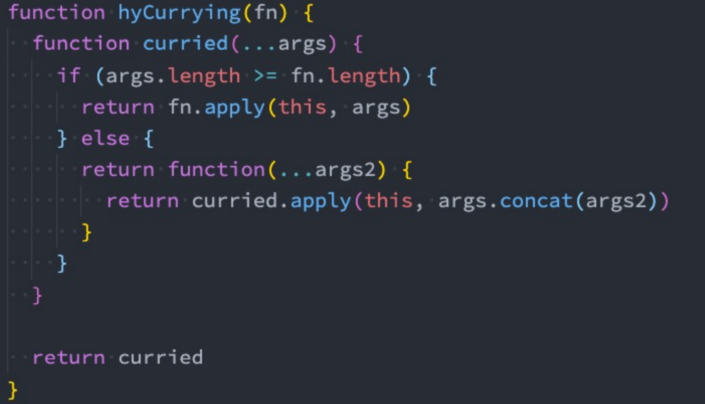 function hyCurrying(fn) {
  function curried(...args) {
    if (args.length >= fn.length) {
      return fn.apply(this, args)
    } else {
      return function(...args2) {
        return curried.apply(this, args.concat(args2))
      }
    }
  }

  return curried
}